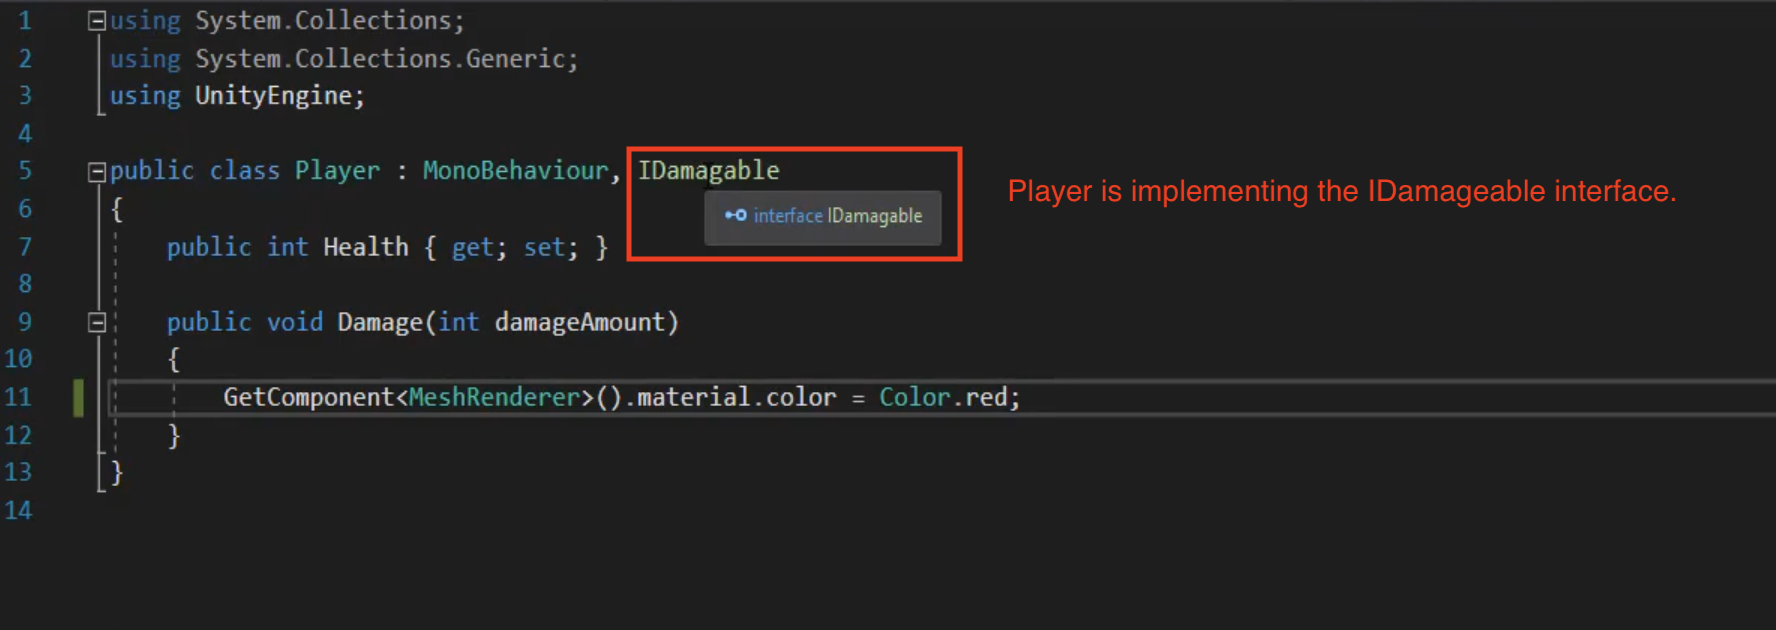 1 using System.Collections;
2 using System.Collections.Generic;
3 using UnityEngine;
4
5 public class Player : MonoBehaviour, IDamagable
Player is implementing the IDamageable interface.
interface IDamagable
6 {
7 public int Health { get; set; }
8
9 public void Damage(int damageAmount)
10 {
11 GetComponent<MeshRenderer>().material.color = Color.red;
12 }
13 }
14